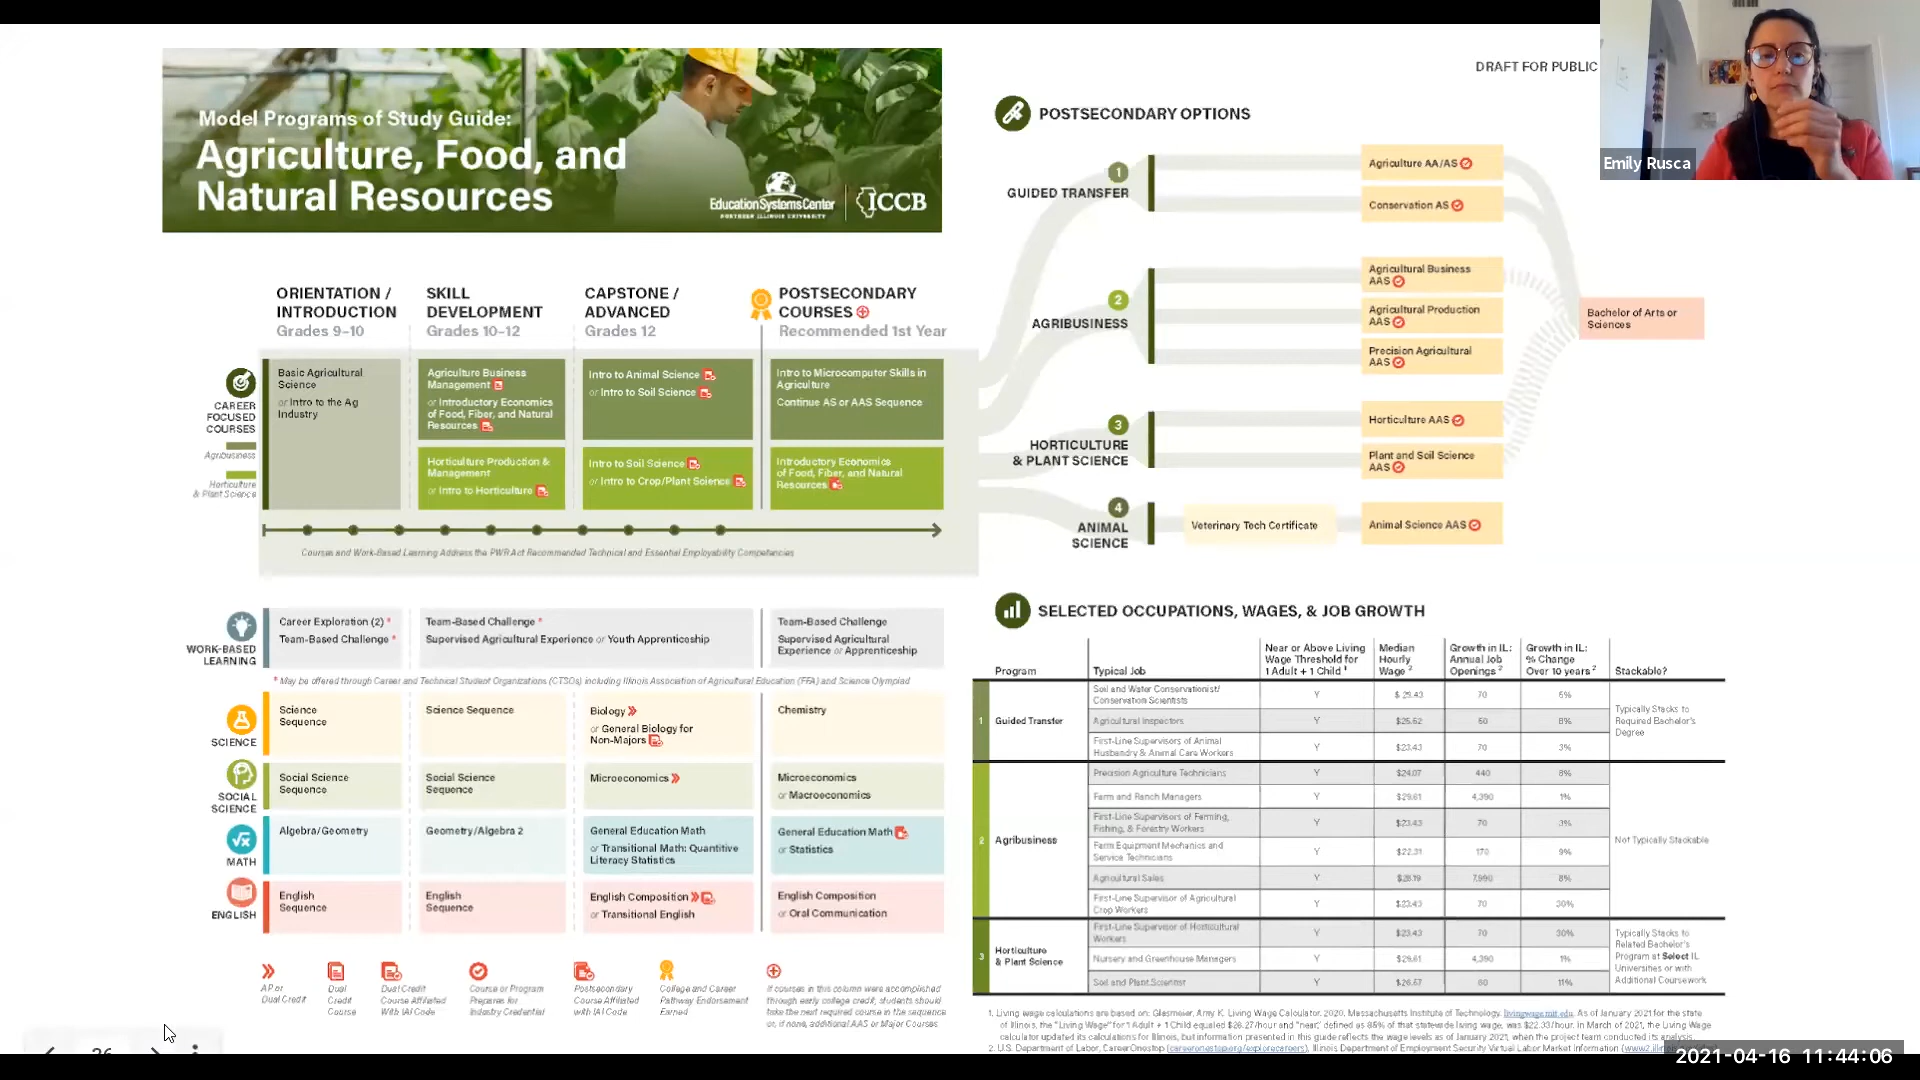 Model Programs of Study Guide:
Agriculture, Food, and
Natural Resources
EducationSystemsCenter
NORTHERN ILLINOIS UNIVERSITY
ICCB
DRAFT FOR PUBLIC
Emily Rusca
ORIENTATION /
INTRODUCTION
Grades 9–10
SKILL
DEVELOPMENT
Grades 10–12
CAPSTONE /
ADVANCED
Grades 12
POSTSECONDARY
COURSES
Recommended 1st Year
CAREER
FOCUSED
COURSES
Agribusiness
Horticulture
& Plant Science
Basic Agricultural
Science
or Intro to the Ag
Industry
Agriculture Business
Management
or Introductory Economics
of Food, Fiber, and Natural
Resources
Intro to Animal Science
or Intro to Soil Science
Intro to Microcomputer Skills in
Agriculture
Continue AS or AAS Sequence
Horticulture Production &
Management
or Intro to Horticulture
Intro to Soil Science
or Intro to Crop/Plant Science
Introductory Economics
of Food, Fiber, and Natural
Resources
Courses and Work-Based Learning Address the PWR Act Recommended Technical and Essential Employability Competencies
WORK-BASED
LEARNING
Career Exploration (2) *
Team-Based Challenge *
Team-Based Challenge *
Supervised Agricultural Experience or Youth Apprenticeship
Team-Based Challenge
Supervised Agricultural
Experience or Apprenticeship
* May be offered through Career and Technical Student Organizations (CTSOs) including Illinois Association of Agricultural Education (FFA) and Science Olympiad
SCIENCE
Science
Sequence
Science Sequence
Biology
or General Biology for
Non-Majors
Chemistry
SOCIAL
SCIENCE
Social Science
Sequence
Social Science
Sequence
Microeconomics
Microeconomics
or Macroeconomics
MATH
Algebra/Geometry
Geometry/Algebra 2
General Education Math
or Transitional Math: Quantitive
Literacy Statistics
General Education Math
or Statistics
ENGLISH
English
Sequence
English
Sequence
English Composition
or Transitional English
English Composition
or Oral Communication
AP or
Dual Credit
Dual
Credit
Course
Dual Credit
Course Affiliated
With IAI Code
Course or Program
Prepares for
Industry Credential
Postsecondary
Course Affiliated
with IAI Code
College and Career
Pathway Endorsement
Earned
If courses in this column were accomplished
through early college credit, students should
take the next required course in the sequence
or, if none, additional AAS or Major Courses
POSTSECONDARY OPTIONS
1
GUIDED TRANSFER
Agriculture AA/AS
Conservation AS
2
AGRIBUSINESS
Agricultural Business
AAS
Agricultural Production
AAS
Precision Agricultural
AAS
Bachelor of Arts or
Sciences
3
HORTICULTURE
& PLANT SCIENCE
Horticulture AAS
Plant and Soil Science
AAS
4
ANIMAL
SCIENCE
Veterinary Tech Certificate
Animal Science AAS
SELECTED OCCUPATIONS, WAGES, & JOB GROWTH
Program
Typical Job
Near or Above Living
Wage Threshold for
1 Adult + 1 Child 1
Median
Hourly
Wage 2
Growth in IL:
Annual Job
Openings 2
Growth in IL:
% Change
Over 10 years 2
Stackable?
1 Guided Transfer
Soil and Water Conservationist/
Conservation Scientists Y 70 6%
Agricultural Inspectors Y $25.62 8%
First-Line Supervisors of Animal
Husbandry & Animal Care Workers Y $23.43 70 3%
Typically Stacks to
Required Bachelor's
Degree
2 Agribusiness
Precision Agriculture Technicians Y $24.07 440 8%
Farm and Ranch Managers Y $29.61 4,390 1%
First-Line Supervisors of Farming,
Fishing, & Forestry Workers Y $23.43 70 3%
Farm Equipment Mechanics and
Service Technicians Y $22.31 170 9%
Agricultural Sales Y 7,990 8%
First-Line Supervisor of Agricultural
Crop Workers Y $23.43 70 30%
Not Typically Stackable
3 Horticulture
& Plant Science
First-Line Supervisor of Horticultural
Workers Y $23.43 70 30%
Nursery and Greenhouse Managers Y $29.61 4,390 1%
Soil and Plant Scientist Y 11%
Typically Stacks to
Related Bachelor's
Program at Select IL
Universities or with
Additional Coursework
1. Living wage calculations are based on: Glasmeier, Amy K. Living Wage Calculator. 2020. Massachusetts Institute of Technology. livingwage.mit.edu. As of January 2021 for the state
of Illinois, the "Living Wage" for 1 Adult + 1 Child equaled $26.27/hour and "near," defined as 85% of that statewide living wage, was $22.33/hour. In March of 2021, the Living Wage
calculator updated its calculations for Illinois, but information presented in this guide reflects the wage levels as of January 2021, when the project team conducted its analysis.
2. U.S. Department of Labor, CareerOnestop (careeronestop.org/explorecareers), Illinois Department of Employment Security Virtual Labor Market Information
2021-04-16 11:44:06